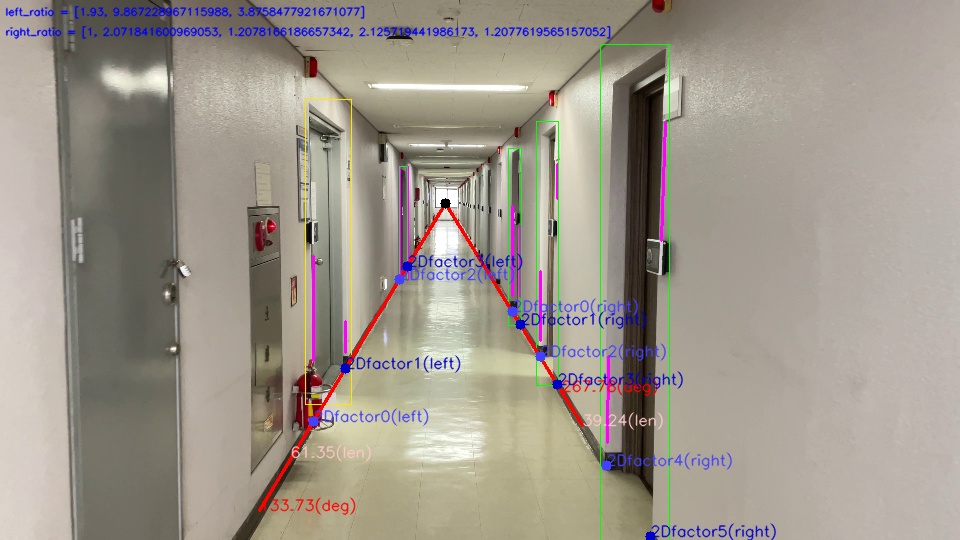 left_ratio = [1.93, 9.867228967115988, 3.8758477921671077]
right_ratio = [1, 2.071841600969053, 1.2078166186657342, 2.125719441986173, 1.2077619565157052]
2Dfactor3(left)
2Dfactor2(left)
2Dfactor0(right)
2Dfactor1(right)
2Dfactor2(right)
2Dfactor1(left)
2Dfactor3(right)
267.78(deg)
2Dfactor0(left)
39.24(len)
61.35(len)
2Dfactor4(right)
33.73(deg)
2Dfactor5(right)